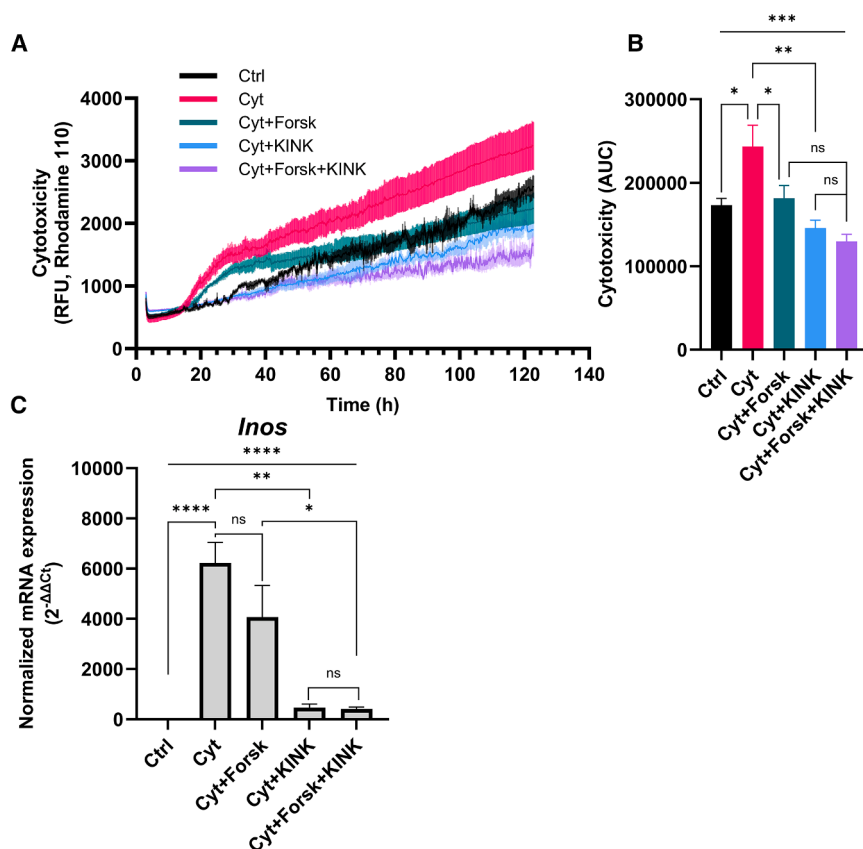 A
Ctrl
Cyt
Cyt+Forsk
Cyt+KINK
Cyt+Forsk+KINK
4000
3000
2000
1000
0
Cytotoxicity
(RFU, Rhodamine 110)
0 20 40 60 80 100 120 140
Time (h)
B
***
**
* *
ns
ns
300000
200000
100000
0
Cytotoxicity (AUC)
Ctrl
Cyt
Cyt+Forsk
Cyt+KINK
Cyt+Forsk+KINK
C
Inos
****
**
**** ns *
ns
10000
8000
6000
4000
2000
0
Normalized mRNA expression
(2-ΔΔCt)
Ctrl
Cyt
Cyt+Forsk
Cyt+KINK
Cyt+Forsk+KINK